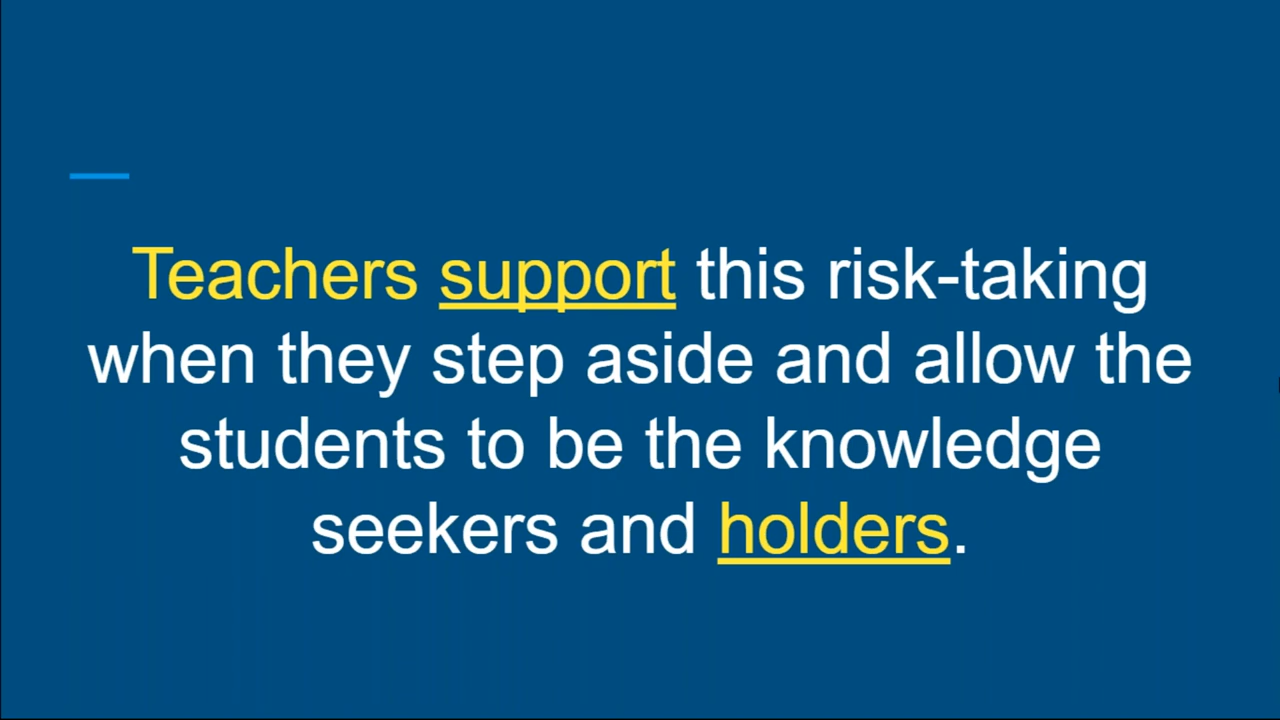 Teachers support this risk-taking
when they step aside and allow the
students to be the knowledge
seekers and holders.